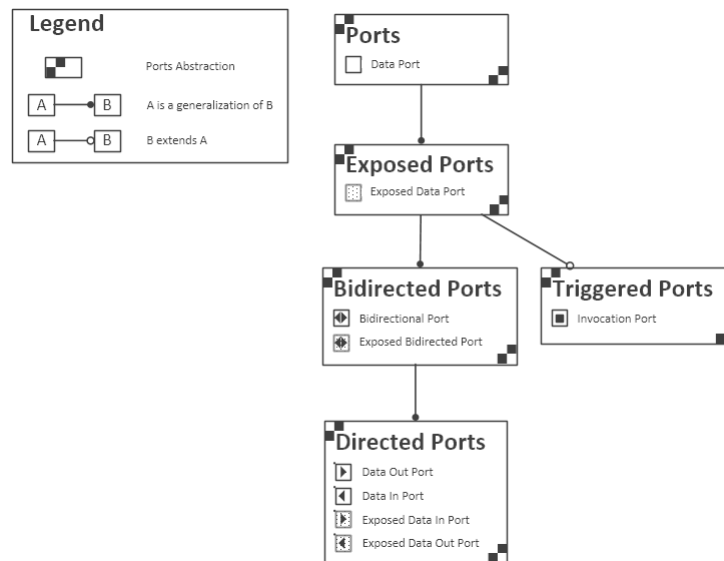 Legend
Ports Abstraction
A B A is a generalization of B
A B B extends A
Ports
Data Port
Exposed Ports
Exposed Data Port
Bidirected Ports
Bidirectional Port
Exposed Bidirected Port
Triggered Ports
Invocation Port
Directed Ports
Data Out Port
Data In Port
Exposed Data In Port
Exposed Data Out Port